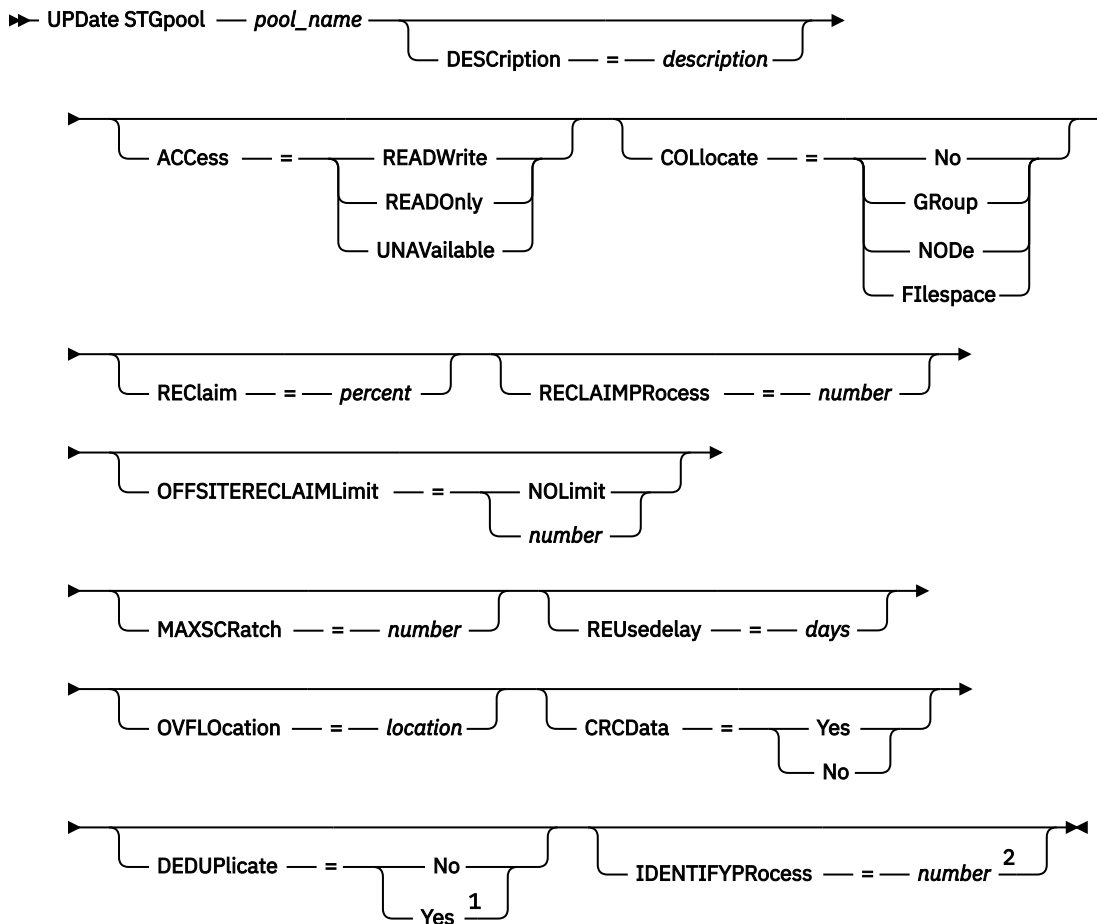 UPDate STGpool — pool_name
DESCription — = — description
ACCess — = READWrite
READOnly
UNAVailable
COLlocate — = No
GRoup
NODe
FIlespace
REClaim — = — percent
RECLAIMPRocess — = — number
OFFSITERECLAIMLimit — = NOLimit
number
MAXSCRatch — = — number
REUsedelay — = — days
OVFLOcation — = — location
CRCData — = Yes
No
DEDUPlicate — = No
Yes 1
IDENTIFYPRocess — = — number 2